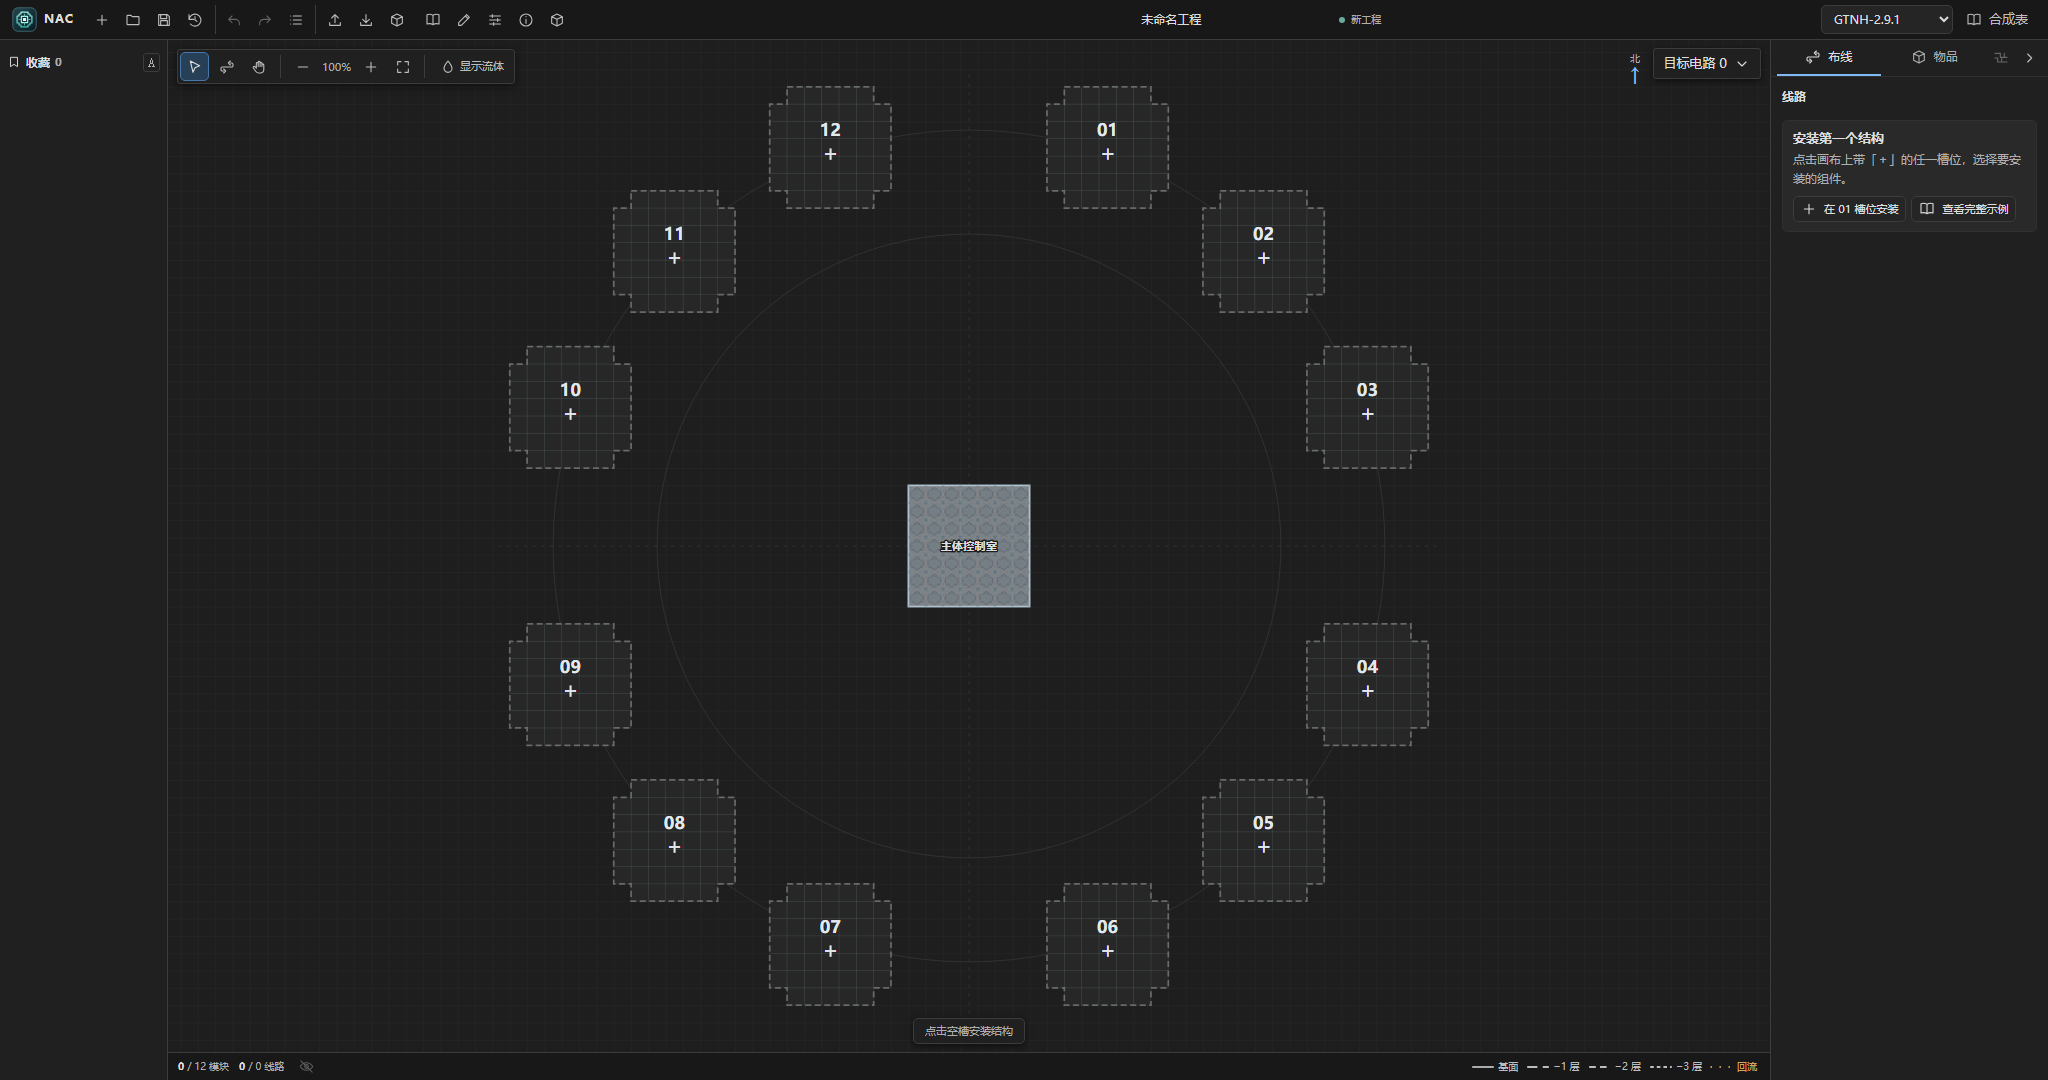 NAC
未命名工程
新工程
GTNH-2.9.1
合成表
收藏 0
A
100%
显示流体
北
目标电路 0
布线
物品
线路
安装第一个结构
点击画布上带「+」的任一槽位，选择要安
装的组件。
在 01 槽位安装
查看完整示例
12
+
01
+
11
+
02
+
10
+
03
+
主体控制室
09
+
04
+
08
+
05
+
07
+
06
+
点击空槽安装结构
0 / 12 模块 0 / 0 线路
基面 −1 层 −2 层 −3 层 回流